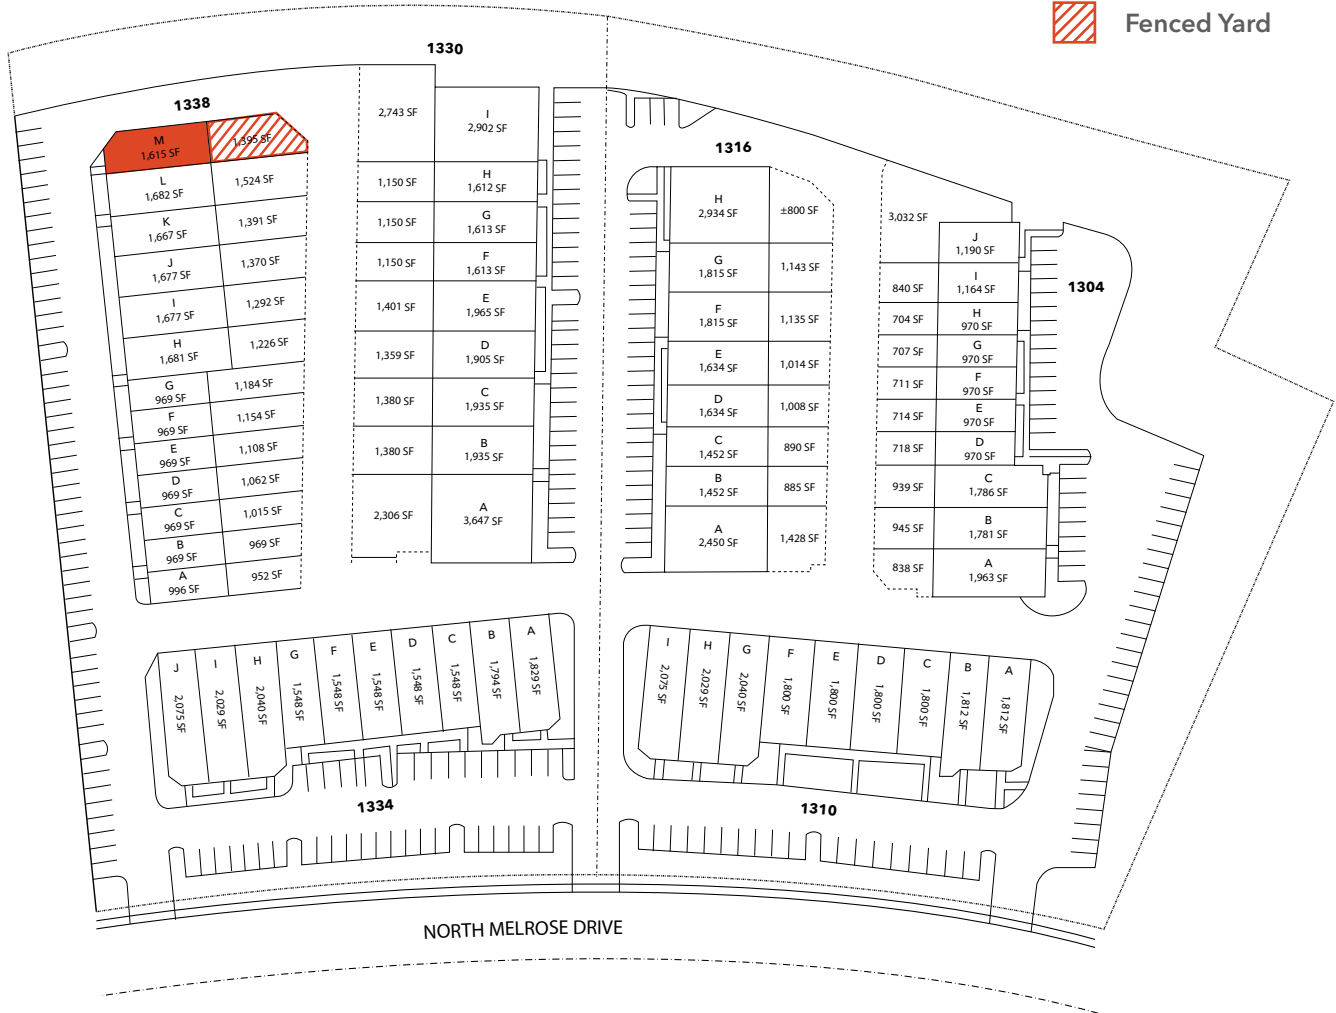 Fenced Yard
1330
1338
2,743 SF
I
2,902 SF
M
1,615 SF
1,395 SF
L
1,682 SF
1,524 SF
K
1,667 SF
1,391 SF
J
1,677 SF
1,370 SF
I
1,677 SF
1,292 SF
H
1,681 SF
1,226 SF
G
969 SF
1,184 SF
F
969 SF
1,154 SF
E
969 SF
1,108 SF
D
969 SF
1,062 SF
C
969 SF
1,015 SF
B
969 SF
969 SF
A
996 SF
952 SF
1,150 SF
H
1,612 SF
1,150 SF
G
1,613 SF
1,150 SF
F
1,613 SF
1,401 SF
E
1,965 SF
1,359 SF
D
1,905 SF
1,380 SF
C
1,935 SF
1,380 SF
B
1,935 SF
2,306 SF
A
3,647 SF
1316
H
2,934 SF
±800 SF
G
1,815 SF
1,143 SF
F
1,815 SF
1,135 SF
E
1,634 SF
1,014 SF
D
1,634 SF
1,008 SF
C
1,452 SF
890 SF
B
1,452 SF
885 SF
A
2,450 SF
1,428 SF
1304
3,032 SF
J
1,190 SF
840 SF
I
1,164 SF
704 SF
H
970 SF
707 SF
G
970 SF
711 SF
F
970 SF
714 SF
E
970 SF
718 SF
D
970 SF
939 SF
C
1,786 SF
945 SF
B
1,781 SF
838 SF
A
1,963 SF
J
2,075 SF
I
2,029 SF
H
2,040 SF
G
1,548 SF
F
1,548 SF
E
1,548 SF
D
1,548 SF
C
1,548 SF
B
1,794 SF
A
1,829 SF
1334
I
2,075 SF
H
2,029 SF
G
2,040 SF
F
1,800 SF
E
1,800 SF
D
1,800 SF
C
1,800 SF
B
1,812 SF
A
1,812 SF
1310
NORTH MELROSE DRIVE